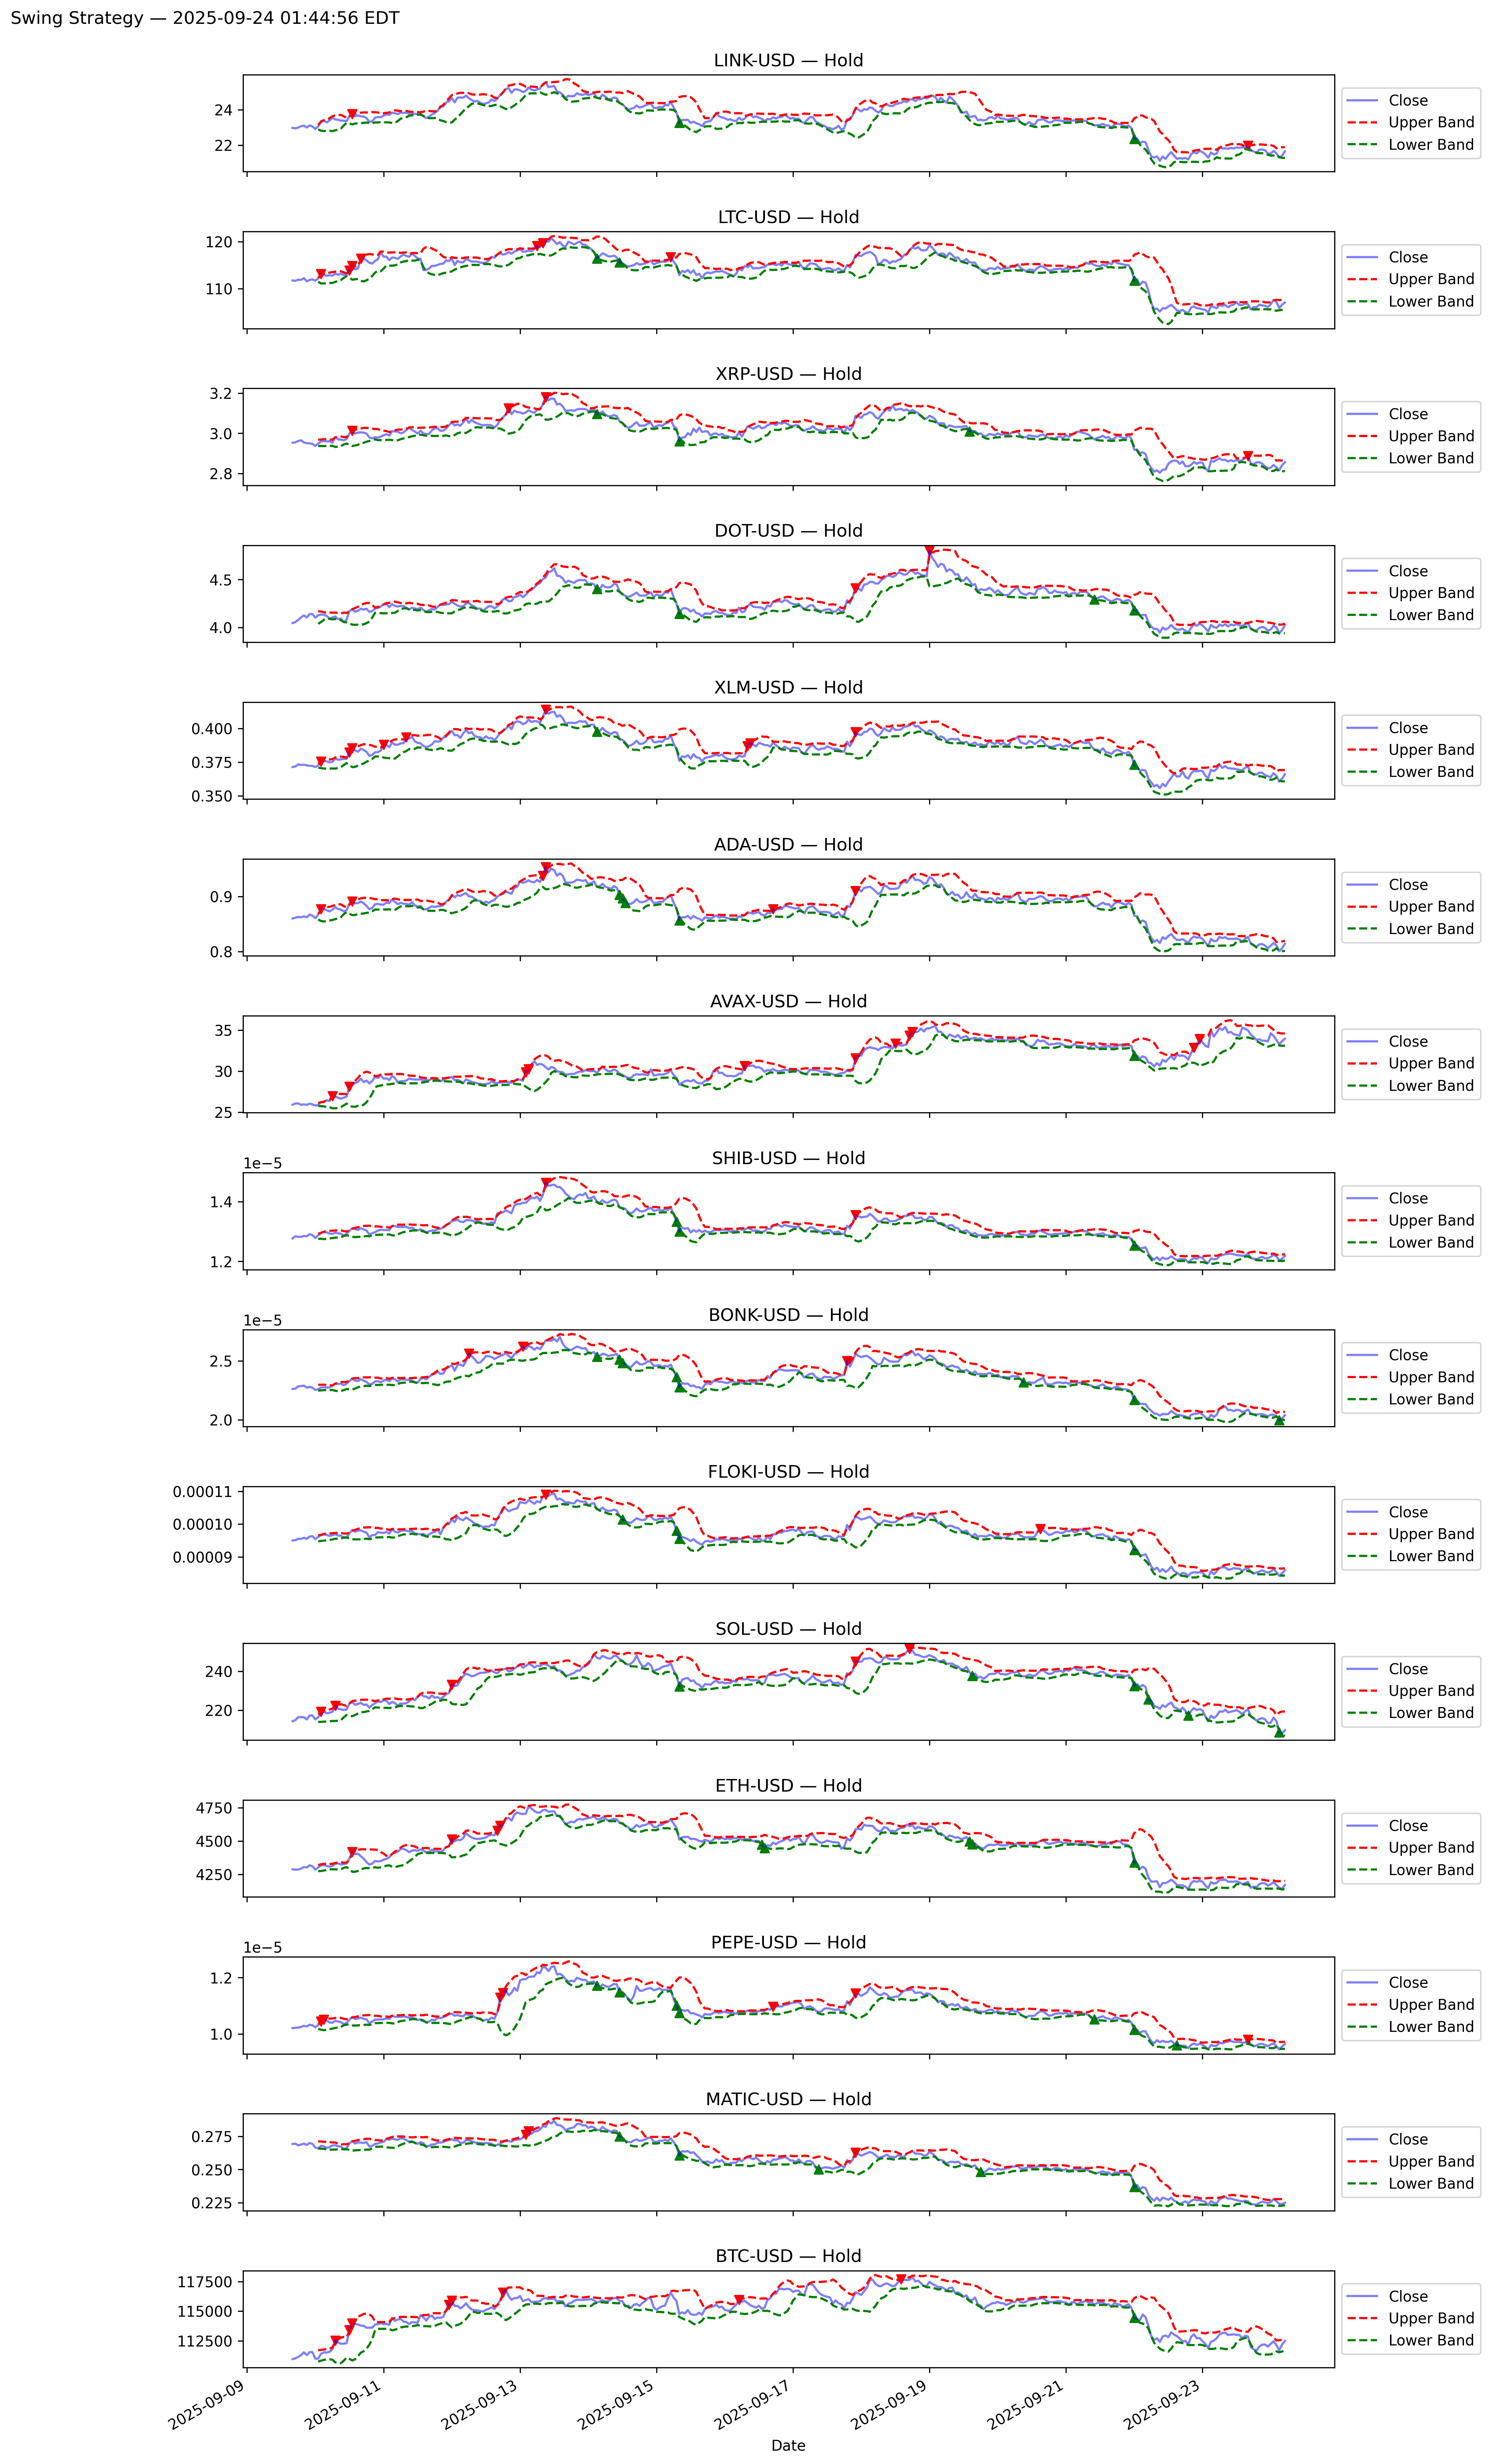 Swing Strategy — 2025-09-24 01:44:56 EDT
LINK-USD — Hold
24
22
Close
Upper Band
Lower Band
LTC-USD — Hold
120
110
Close
Upper Band
Lower Band
XRP-USD — Hold
3.2
3.0
2.8
Close
Upper Band
Lower Band
DOT-USD — Hold
4.5
4.0
Close
Upper Band
Lower Band
XLM-USD — Hold
0.400
0.375
0.350
Close
Upper Band
Lower Band
ADA-USD — Hold
0.9
0.8
Close
Upper Band
Lower Band
AVAX-USD — Hold
35
30
25
Close
Upper Band
Lower Band
SHIB-USD — Hold
1e−5
1.4
1.2
Close
Upper Band
Lower Band
BONK-USD — Hold
1e−5
2.5
2.0
Close
Upper Band
Lower Band
FLOKI-USD — Hold
0.00011
0.00010
0.00009
Close
Upper Band
Lower Band
SOL-USD — Hold
240
220
Close
Upper Band
Lower Band
ETH-USD — Hold
4750
4500
4250
Close
Upper Band
Lower Band
PEPE-USD — Hold
1e−5
1.2
1.0
Close
Upper Band
Lower Band
MATIC-USD — Hold
0.275
0.250
0.225
Close
Upper Band
Lower Band
BTC-USD — Hold
117500
115000
112500
Close
Upper Band
Lower Band
2025-09-09
2025-09-11
2025-09-13
2025-09-15
2025-09-17
2025-09-19
2025-09-21
2025-09-23
Date